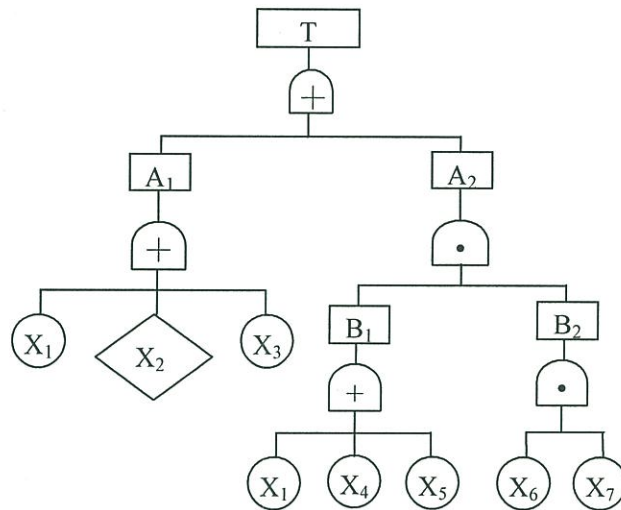 T
+
A₁ A₂
+ •
X₁ X₂ X₃ B₁ B₂
+ •
X₁ X₄ X₅ X₆ X₇